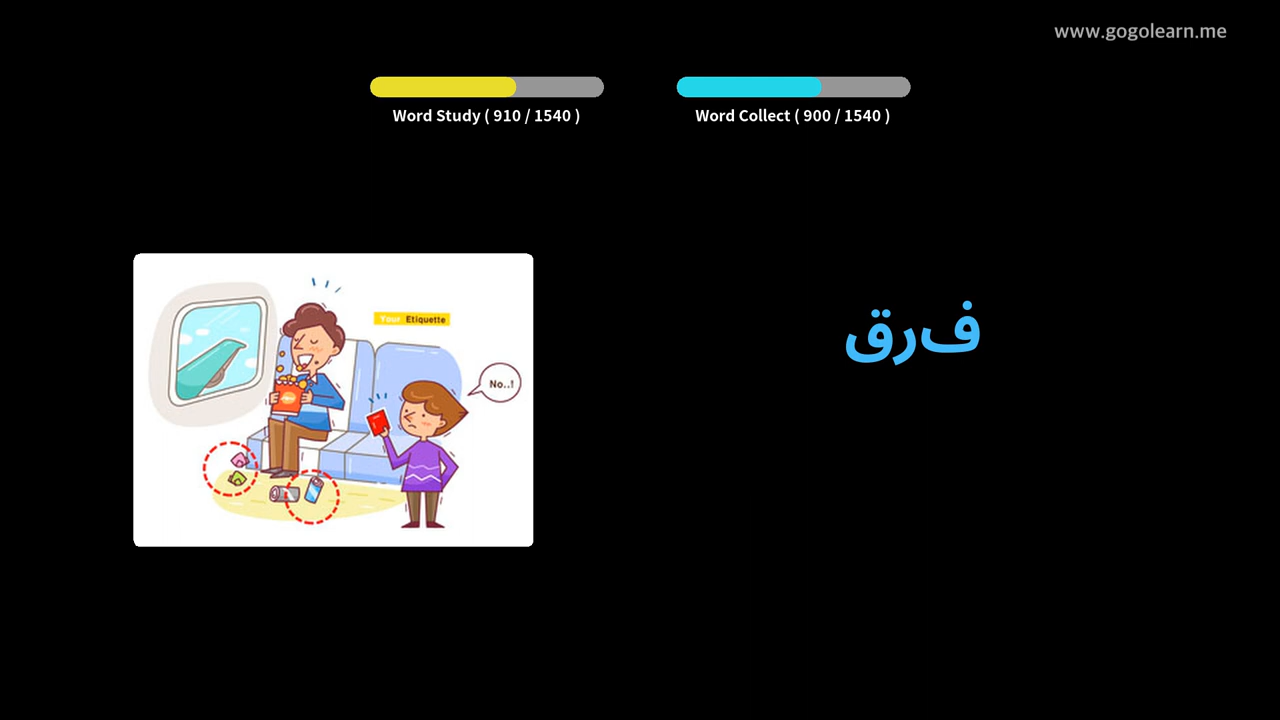 www.gogolearn.me
Word Study ( 910 / 1540 )
Word Collect ( 900 / 1540 )
Your Etiquette
No..!
فرق